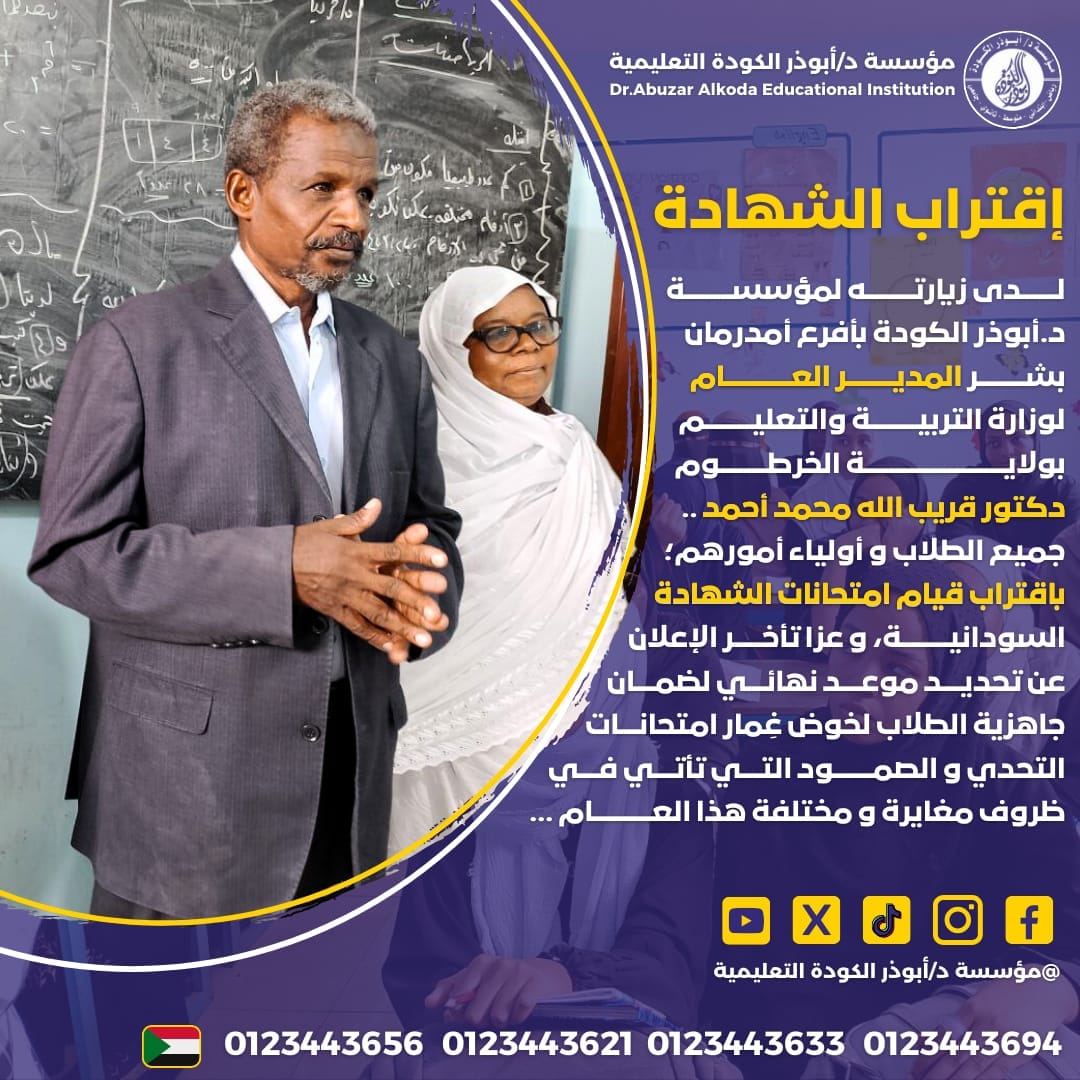 مؤسسة د/أبوذر الكودة التعليمية
Dr.Abuzar Alkoda Educational Institution
إقتراب الشهادة
لدى زيارته لمؤسسة
د.أبوذر الكودة بأفرع أمدرمان
بشر المدير العام
لوزارة التربية والتعليم
بولاية الخرطوم
دكتور قريب الله محمد أحمد ..
جميع الطلاب و أولياء أمورهم؛
باقتراب قيام امتحانات الشهادة
السودانية، و عزا تأخر الإعلان
عن تحديد موعد نهائي لضمان
جاهزية الطلاب لخوض غِمار امتحانات
التحدي و الصمود التي تأتي في
ظروف مغايرة و مختلفة هذا العام ...
@مؤسسة د/أبوذر الكودة التعليمية
0123443656 0123443621 0123443633 0123443694
الرياضيات
امثلة
English